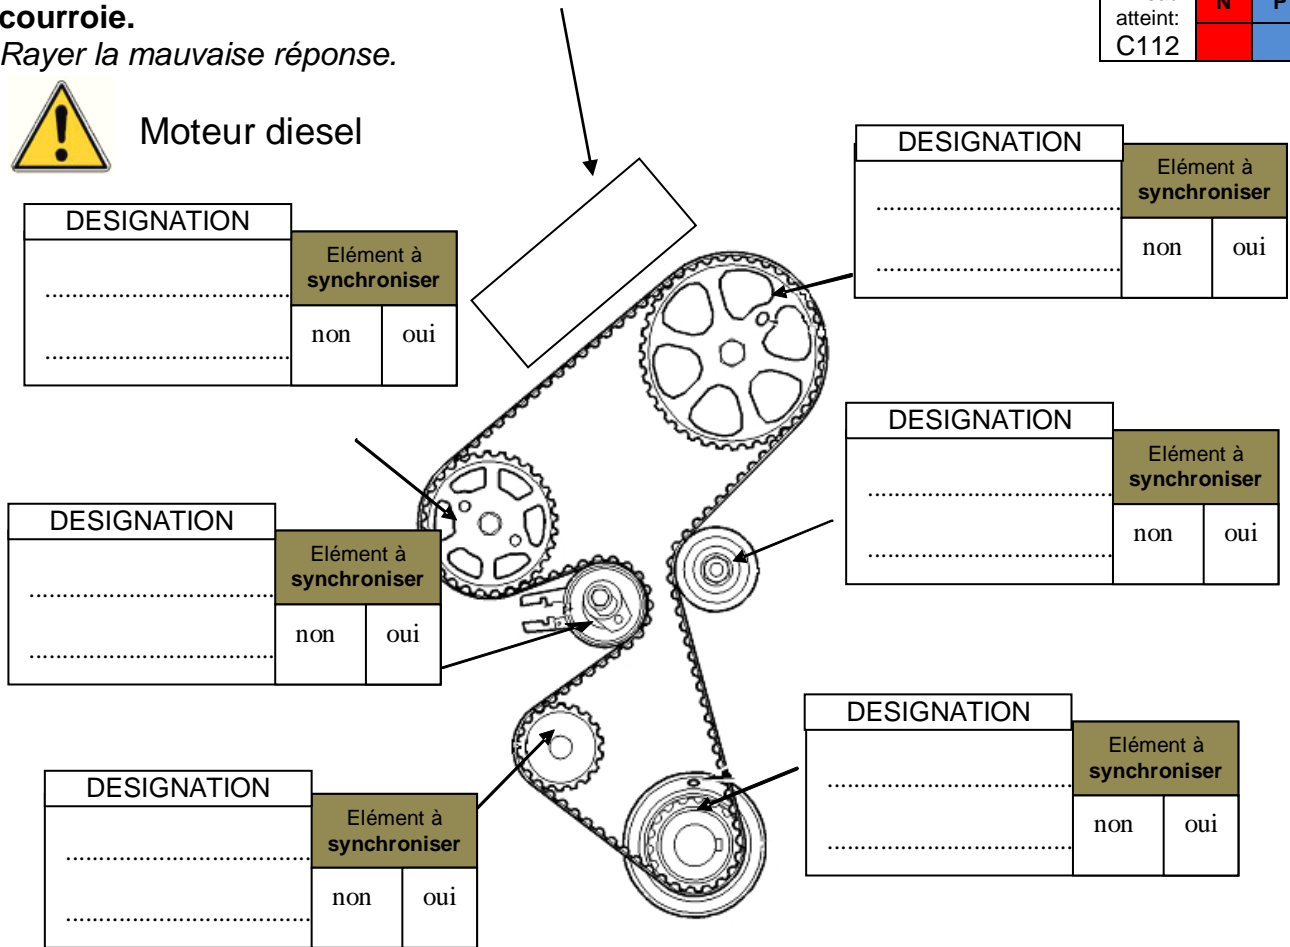 courroie.
Rayer la mauvaise réponse.
atteint:
C112
N
P
Moteur diesel
DESIGNATION
Elément à
synchroniser
..................................
non
oui
..................................
DESIGNATION
Elément à
synchroniser
..................................
non
oui
..................................
DESIGNATION
Elément à
synchroniser
..................................
non
oui
..................................
DESIGNATION
Elément à
synchroniser
..................................
non
oui
..................................
DESIGNATION
Elément à
synchroniser
..................................
non
oui
..................................
DESIGNATION
Elément à
synchroniser
..................................
non
oui
..................................